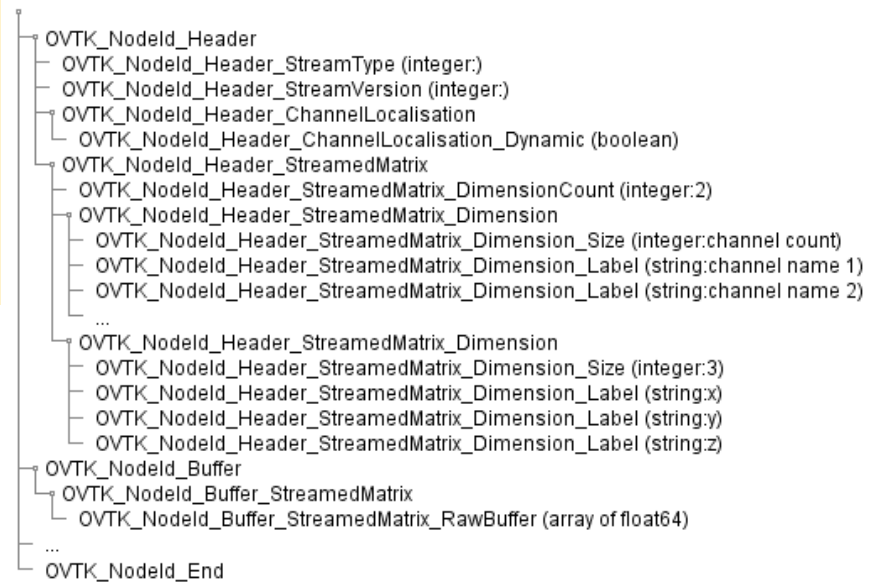 OVTK_NodeId_Header
OVTK_NodeId_Header_StreamType (integer:)
OVTK_NodeId_Header_StreamVersion (integer:)
OVTK_NodeId_Header_ChannelLocalisation
OVTK_NodeId_Header_ChannelLocalisation_Dynamic (boolean)
OVTK_NodeId_Header_StreamedMatrix
OVTK_NodeId_Header_StreamedMatrix_DimensionCount (integer:2)
OVTK_NodeId_Header_StreamedMatrix_Dimension
OVTK_NodeId_Header_StreamedMatrix_Dimension_Size (integer:channel count)
OVTK_NodeId_Header_StreamedMatrix_Dimension_Label (string:channel name 1)
OVTK_NodeId_Header_StreamedMatrix_Dimension_Label (string:channel name 2)
...
OVTK_NodeId_Header_StreamedMatrix_Dimension
OVTK_NodeId_Header_StreamedMatrix_Dimension_Size (integer:3)
OVTK_NodeId_Header_StreamedMatrix_Dimension_Label (string:x)
OVTK_NodeId_Header_StreamedMatrix_Dimension_Label (string:y)
OVTK_NodeId_Header_StreamedMatrix_Dimension_Label (string:z)
OVTK_NodeId_Buffer
OVTK_NodeId_Buffer_StreamedMatrix
OVTK_NodeId_Buffer_StreamedMatrix_RawBuffer (array of float64)
...
OVTK_NodeId_End